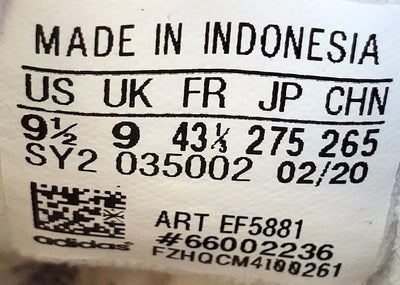 MADE IN INDONESIA
US UK FR JP CHN
9½ 9 43⅓ 275 265
SY2 035002 02/20
ART EF5881
adidas #66002236
FZHQCM4100261